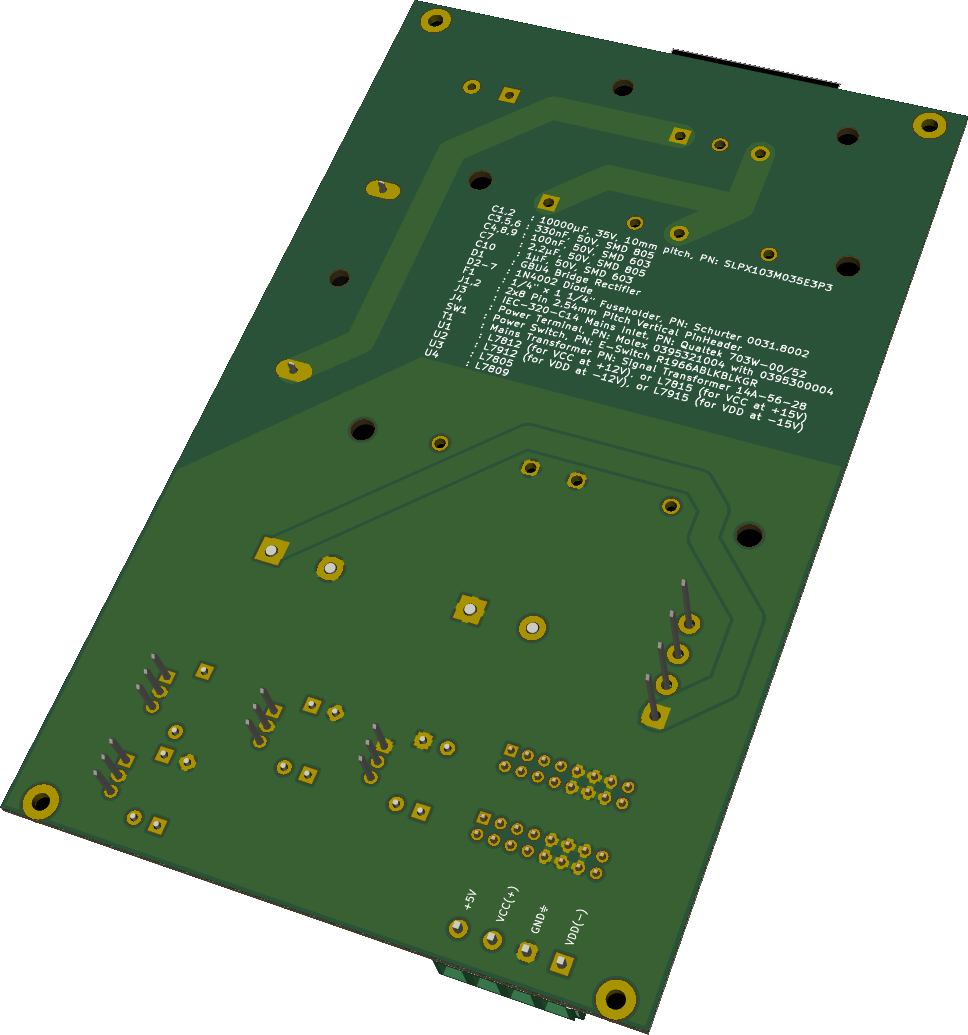 C1,2 : 10000µF, 35V, 10mm pitch, PN: SLPX103M035E3P3
C3,5,6 : 330nF, 50V, SMD 805
C4,8,9 : 100nF, 50V, SMD 603
C7 : 2.2µF, 50V, SMD 805
C10 : 1µF, 50V, SMD 603
D1 : GBU4 Bridge Rectifier
D2-7 : 1N4002 Diode
F1 : 1/4" x 1 1/4" Fuseholder, PN: Schurter 0031.8002
J1,2 : 2x8 Pin 2.54mm Pitch Vertical PinHeader
J3 : IEC-320-C14 Mains Inlet, PN: Qualtek 703W-00/52
J4 : Power Terminal, PN: Molex 0395321004 with 0395300004
SW1 : Power Switch, PN: E-Switch R1966ABLKBLKGR
T1 : Mains Transformer PN: Signal Transformer 14A-56-28
U1 : L7812 (for VCC at +12V), or L7815 (for VCC at +15V)
U2 : L7912 (for VDD at -12V), or L7915 (for VDD at -15V)
U3 : L7805
U4 : L7809
+5V
VCC(+)
GND⏚
VDD(-)